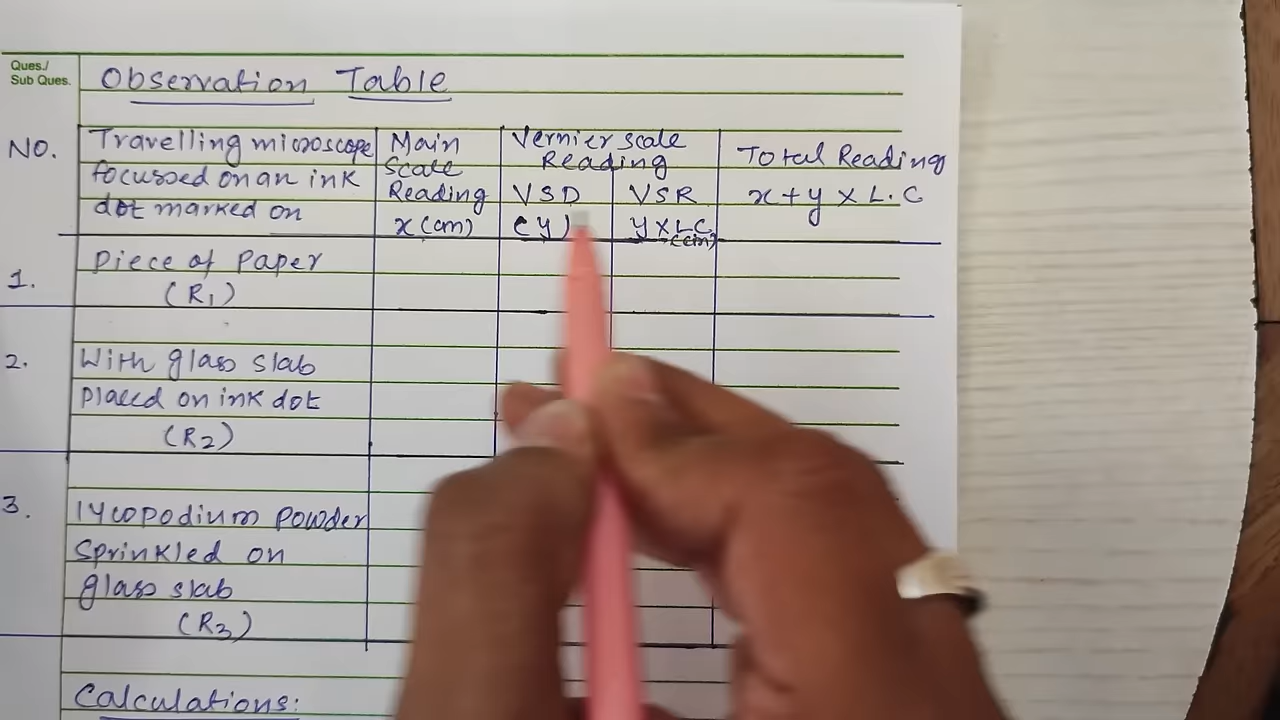 Ques./
Sub Ques.
Observation Table
NO.
Travelling microscope
focussed on an ink
dot marked on
Main
Scale
Reading
x (cm)
Vernier scale
Reading
VSD
(y)
VSR
y x LC
(cm)
Total Reading
x + y x L.C
1.
Piece of Paper
(R1)
2.
With glass slab
placed on ink dot
(R2)
3.
lycopodium powder
Sprinkled on
glass slab
(R3)
Calculations: